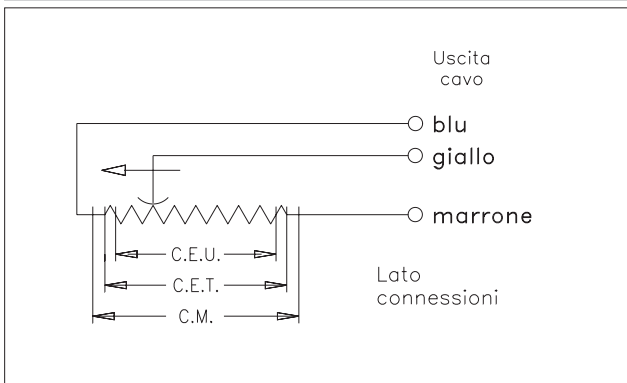 Uscita
cavo
blu
giallo
marrone
C.E.U.
C.E.T.
C.M.
Lato
connessioni